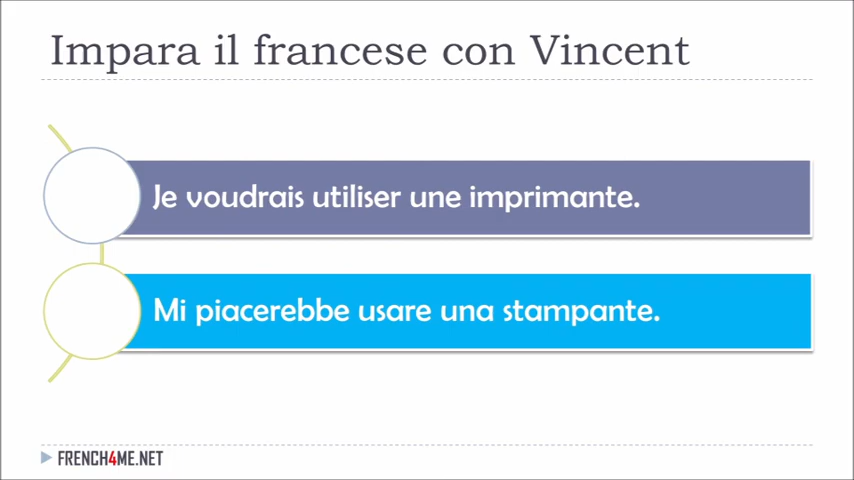 Impara il francese con Vincent
Je voudrais utiliser une imprimante.
Mi piacerebbe usare una stampante.
FRENCH4ME.NET